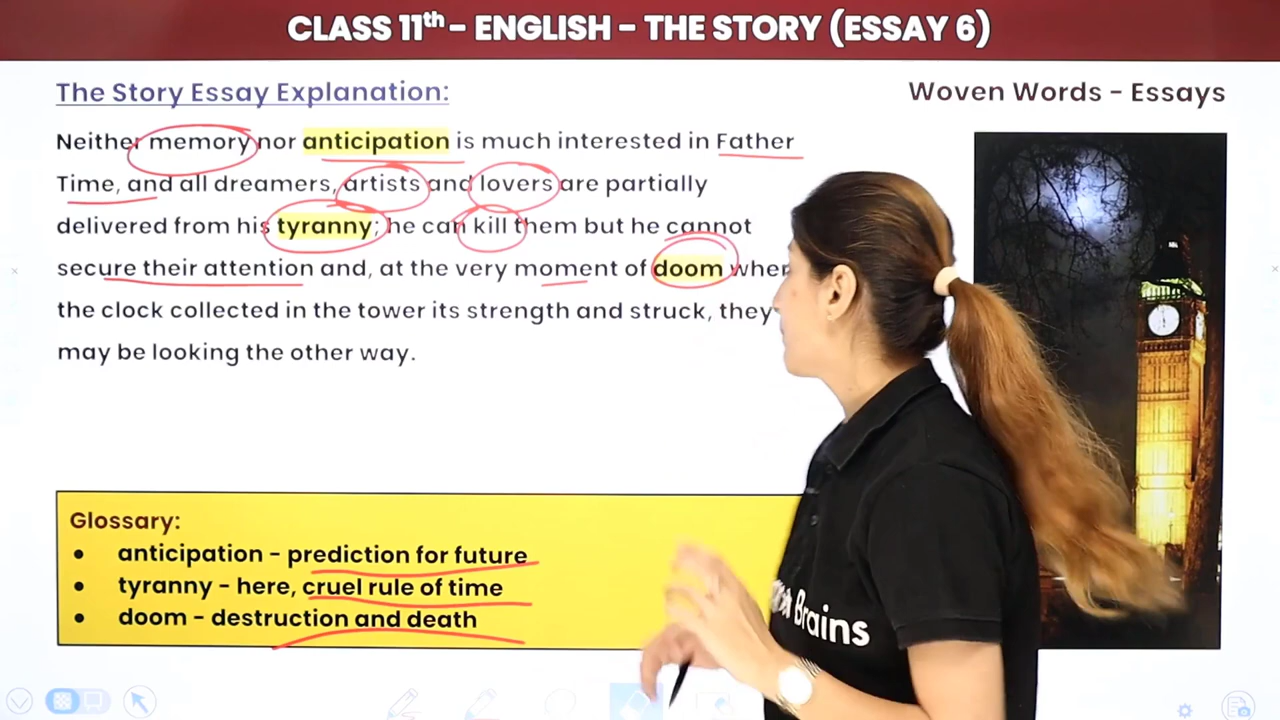 CLASS 11th – ENGLISH – THE STORY (ESSAY 6)
The Story Essay Explanation:
Woven Words – Essays
Neither memory nor anticipation is much interested in Father
Time, and all dreamers, artists and lovers are partially
delivered from his tyranny; he can kill them but he cannot
secure their attention and, at the very moment of doom when
the clock collected in the tower its strength and struck, they
may be looking the other way.
Glossary:
• anticipation – prediction for future
• tyranny – here, cruel rule of time
• doom – destruction and death
Brains